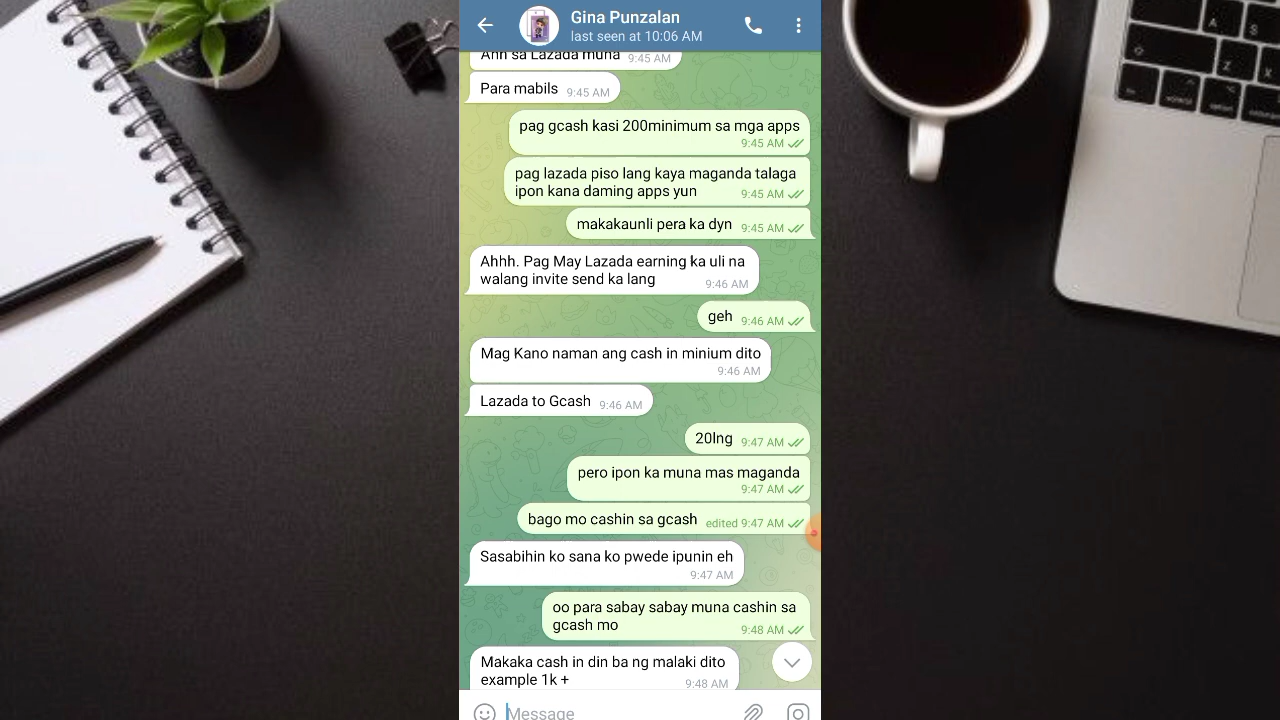 Gina Punzalan
last seen at 10:06 AM
Ahh sa Lazada muna 9:45 AM
Para mabils 9:45 AM
pag gcash kasi 200minimum sa mga apps
9:45 AM
pag lazada piso lang kaya maganda talaga
ipon kana daming apps yun 9:45 AM
makakaunli pera ka dyn 9:45 AM
Ahhh. Pag May Lazada earning ka uli na
walang invite send ka lang 9:46 AM
geh 9:46 AM
Mag Kano naman ang cash in minium dito
9:46 AM
Lazada to Gcash 9:46 AM
20lng 9:47 AM
pero ipon ka muna mas maganda
9:47 AM
bago mo cashin sa gcash edited 9:47 AM
Sasabihin ko sana ko pwede ipunin eh
9:47 AM
oo para sabay sabay muna cashin sa
gcash mo 9:48 AM
Makaka cash in din ba ng malaki dito
example 1k + 9:48 AM
Message